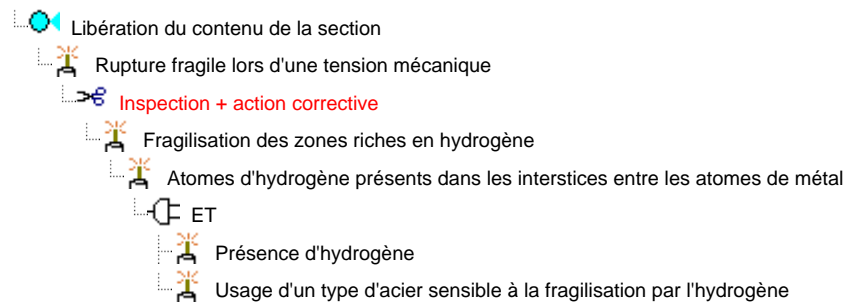 Libération du contenu de la section
Rupture fragile lors d'une tension mécanique
Inspection + action corrective
Fragilisation des zones riches en hydrogène
Atomes d'hydrogène présents dans les interstices entre les atomes de métal
ET
Présence d'hydrogène
Usage d'un type d'acier sensible à la fragilisation par l'hydrogène